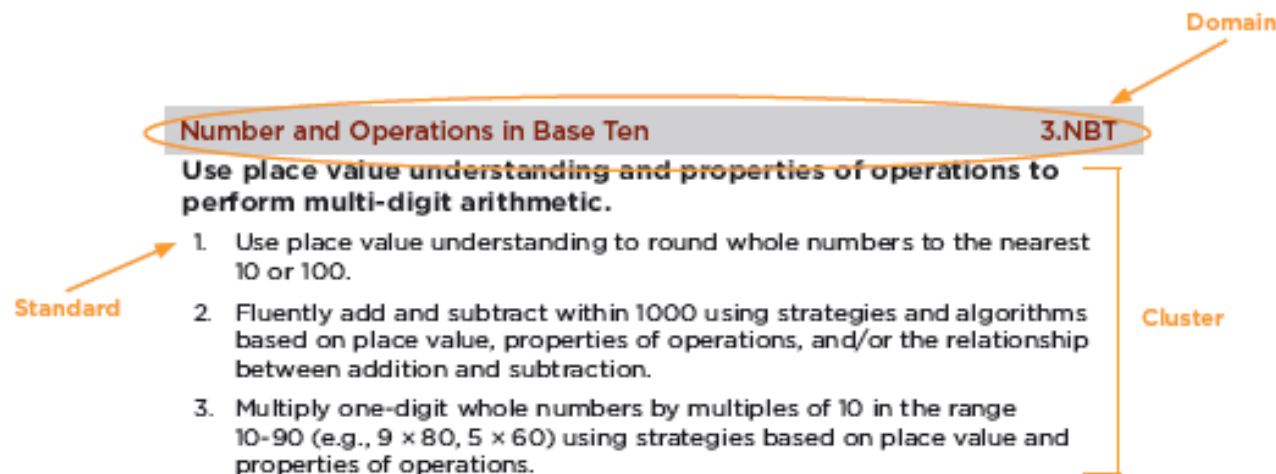 Domain
Number and Operations in Base Ten 3.NBT
Use place value understanding and properties of operations to
perform multi-digit arithmetic.
1. Use place value understanding to round whole numbers to the nearest
10 or 100.
Standard
2. Fluently add and subtract within 1000 using strategies and algorithms
based on place value, properties of operations, and/or the relationship
between addition and subtraction.
Cluster
3. Multiply one-digit whole numbers by multiples of 10 in the range
10-90 (e.g., 9 × 80, 5 × 60) using strategies based on place value and
properties of operations.